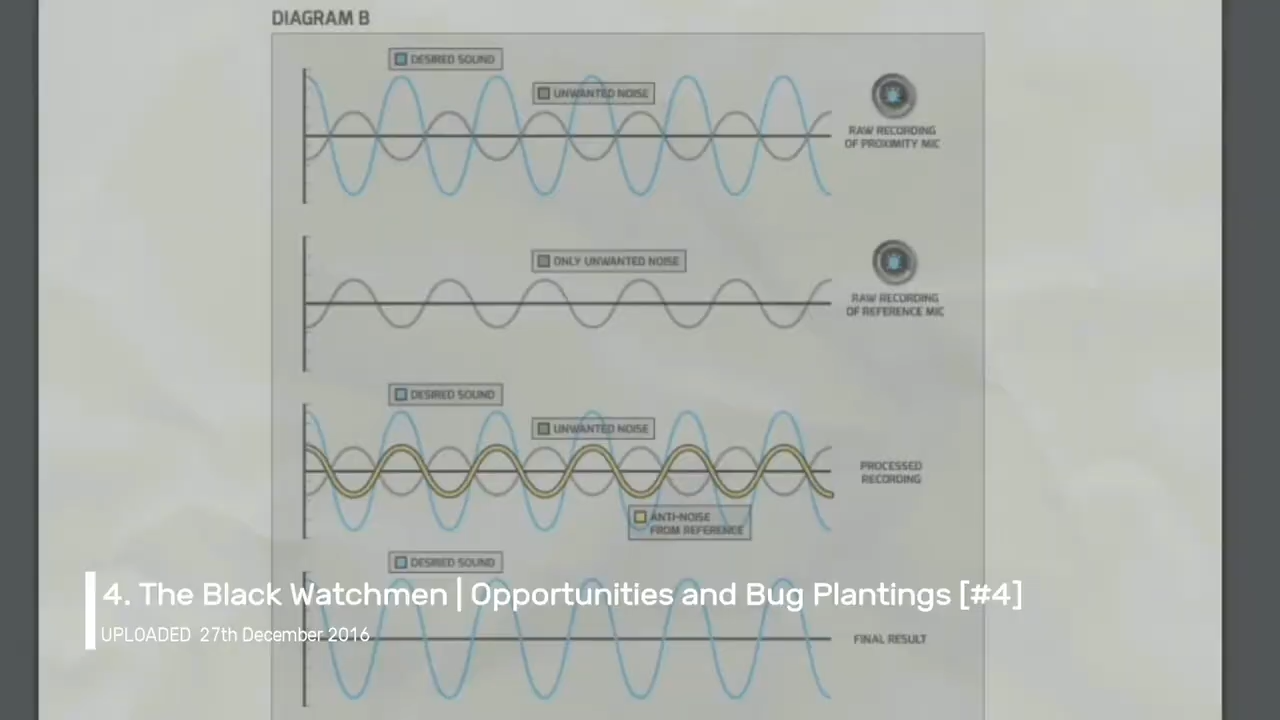 DIAGRAM B
DESIRED SOUND
UNWANTED NOISE
RAW RECORDING
OF PROXIMITY MIC
ONLY UNWANTED NOISE
RAW RECORDING
OF REFERENCE MIC
DESIRED SOUND
UNWANTED NOISE
PROCESSED
RECORDING
ANTI-NOISE
FROM REFERENCE
DESIRED SOUND
4. The Black Watchmen | Opportunities and Bug Plantings [#4]
UPLOADED 27th December 2016
FINAL RESULT